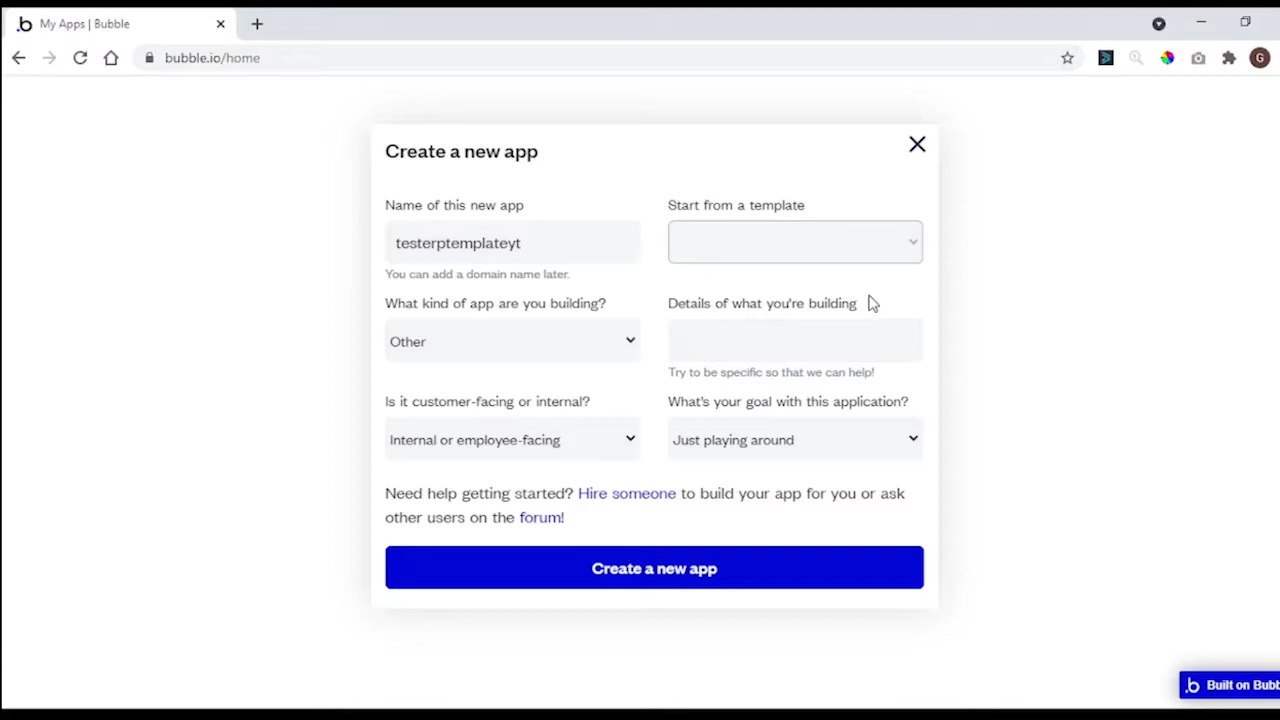 My Apps | Bubble
bubble.io/home
G
Create a new app
Name of this new app
Start from a template
testerptemplateyt
You can add a domain name later.
What kind of app are you building?
Details of what you're building
Other
Try to be specific so that we can help!
Is it customer-facing or internal?
What's your goal with this application?
Internal or employee-facing
Just playing around
Need help getting started? Hire someone to build your app for you or ask
other users on the forum!
Create a new app
Built on Bubb